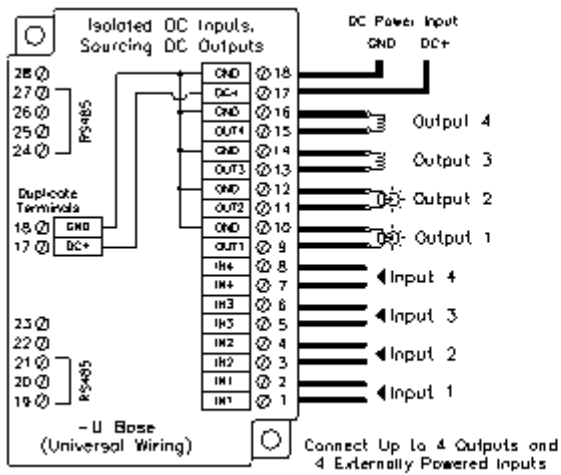 Isolated DC Inputs,
Sourcing DC Outputs
DC Power Input
GND DC+
28
27
26
25
24
RS485
Duplicate
Terminals
18 GND
17 DC+
23
22
21
20
19
RS485
GND 18
DC+ 17
GND 16
OUT4 15
GND 14
OUT3 13
GND 12
OUT2 11
GND 10
OUT1 9
IN4 8
IN4 7
IN3 6
IN3 5
IN2 4
IN2 3
IN1 2
IN1 1
Output 4
Output 3
Output 2
Output 1
Input 4
Input 3
Input 2
Input 1
-U Base
(Universal Wiring)
Connect Up to 4 Outputs and
4 Externally Powered Inputs